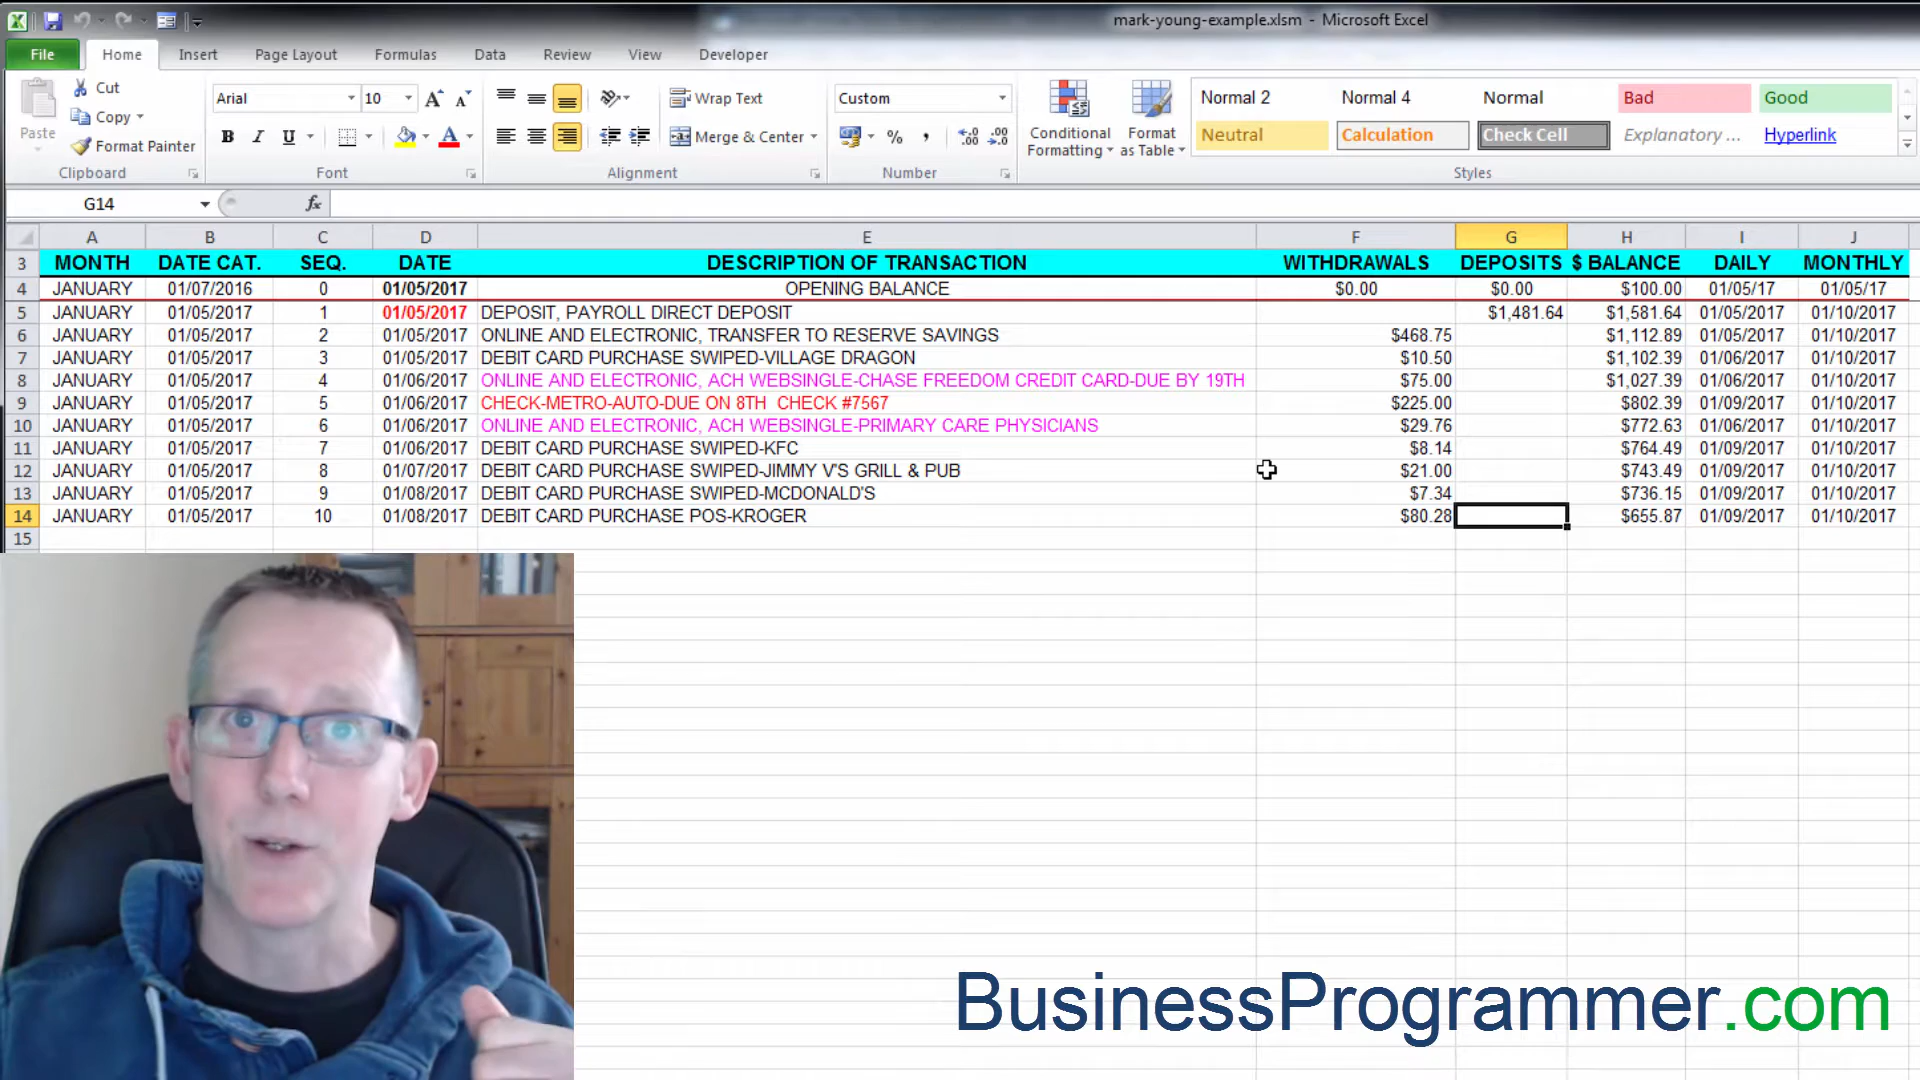 mark-young-example.xlsm - Microsoft Excel
File Home Insert Page Layout Formulas Data Review View Developer
Cut
Copy
Format Painter
Paste
Clipboard
Arial 10
B I U A
Font
Wrap Text
Merge & Center
Alignment
Custom
% , .0 .00 .00 .0
Number
Conditional Formatting
Format as Table
Normal 2 Normal 4 Normal Bad Good
Neutral Calculation Check Cell Explanatory ... Hyperlink
Styles
G14 fx
A B C D E F G H I J
3 MONTH DATE CAT. SEQ. DATE DESCRIPTION OF TRANSACTION WITHDRAWALS DEPOSITS $ BALANCE DAILY MONTHLY
4 JANUARY 01/07/2016 0 01/05/2017 OPENING BALANCE $0.00 $0.00 $100.00 01/05/17 01/05/17
5 JANUARY 01/05/2017 1 01/05/2017 DEPOSIT, PAYROLL DIRECT DEPOSIT $1,481.64 $1,581.64 01/05/2017 01/10/2017
6 JANUARY 01/05/2017 2 01/05/2017 ONLINE AND ELECTRONIC, TRANSFER TO RESERVE SAVINGS $468.75 $1,112.89 01/05/2017 01/10/2017
7 JANUARY 01/05/2017 3 01/05/2017 DEBIT CARD PURCHASE SWIPED-VILLAGE DRAGON $10.50 $1,102.39 01/06/2017 01/10/2017
8 JANUARY 01/05/2017 4 01/06/2017 ONLINE AND ELECTRONIC, ACH WEBSINGLE-CHASE FREEDOM CREDIT CARD-DUE BY 19TH $75.00 $1,027.39 01/06/2017 01/10/2017
9 JANUARY 01/05/2017 5 01/06/2017 CHECK-METRO-AUTO-DUE ON 8TH CHECK #7567 $225.00 $802.39 01/09/2017 01/10/2017
10 JANUARY 01/05/2017 6 01/06/2017 ONLINE AND ELECTRONIC, ACH WEBSINGLE-PRIMARY CARE PHYSICIANS $29.76 $772.63 01/09/2017 01/10/2017
11 JANUARY 01/05/2017 7 01/06/2017 DEBIT CARD PURCHASE SWIPED-KFC $8.14 $764.49 01/09/2017 01/10/2017
12 JANUARY 01/05/2017 8 01/07/2017 DEBIT CARD PURCHASE SWIPED-JIMMY V'S GRILL & PUB $21.00 $743.49 01/09/2017 01/10/2017
13 JANUARY 01/05/2017 9 01/08/2017 DEBIT CARD PURCHASE SWIPED-MCDONALD'S $7.34 $736.15 01/09/2017 01/10/2017
14 JANUARY 01/05/2017 10 01/08/2017 DEBIT CARD PURCHASE POS-KROGER $80.28 $655.87 01/09/2017 01/10/2017
15
BusinessProgrammer.com